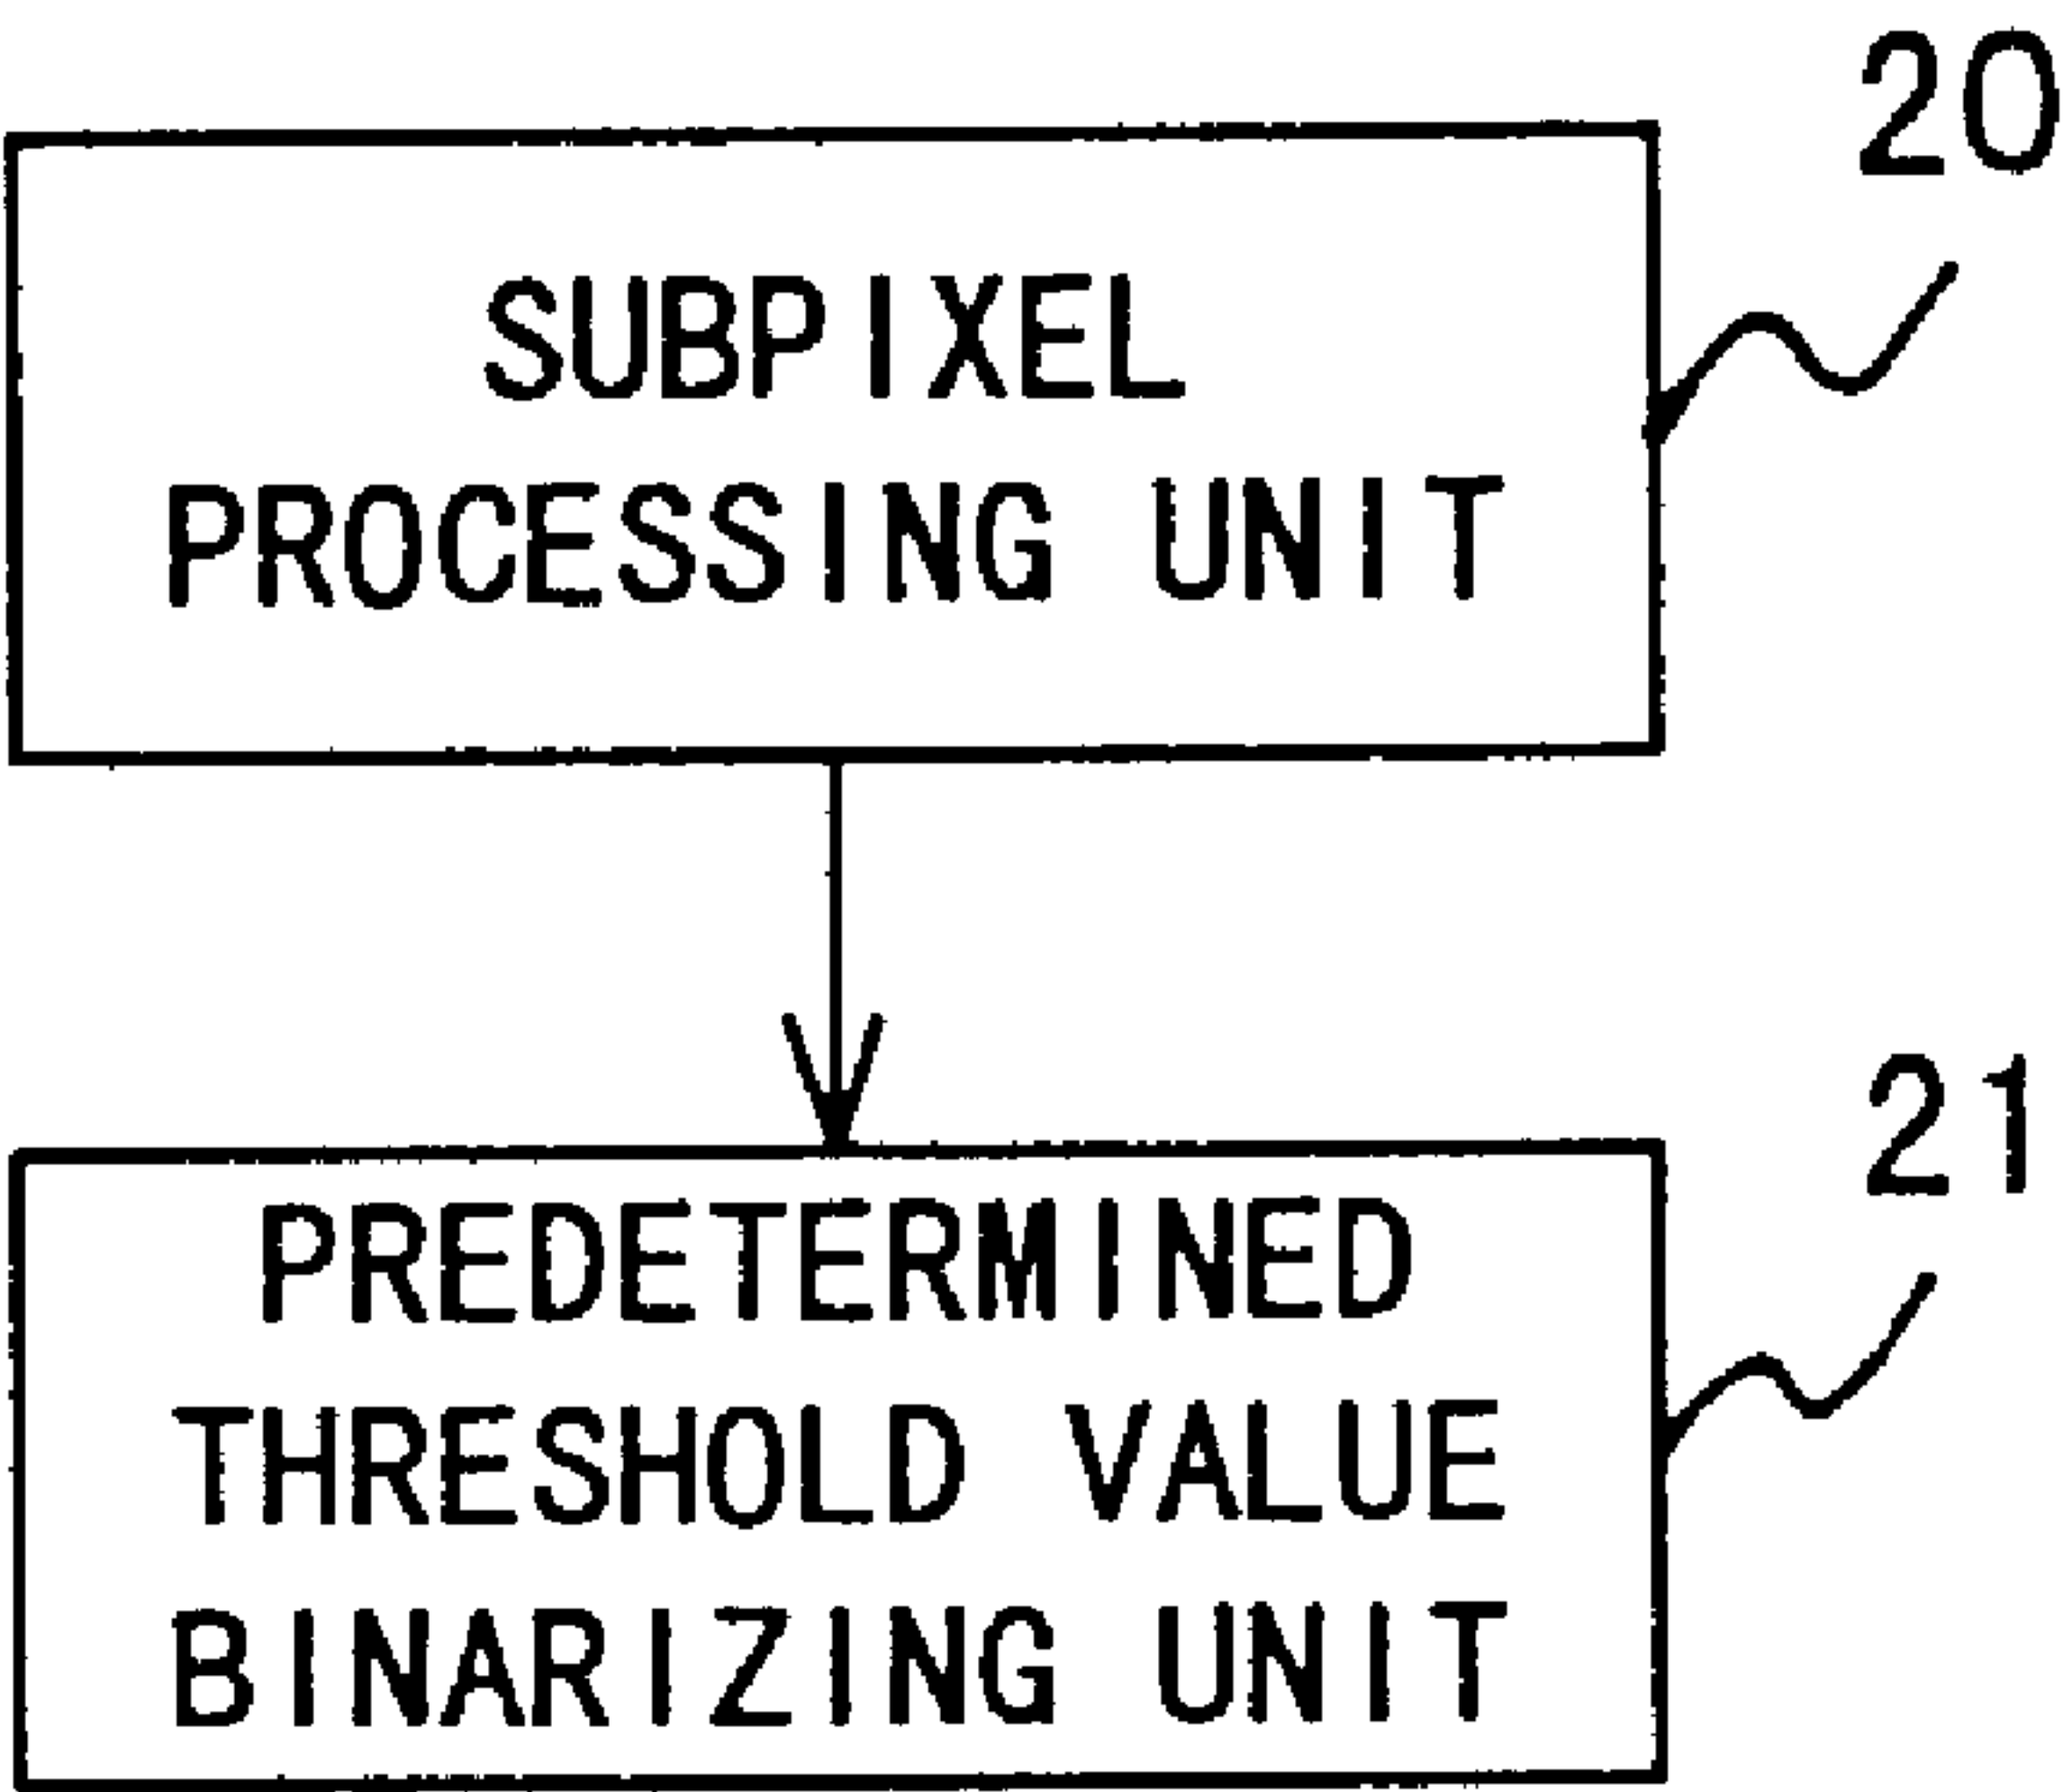 20
SUBPIXEL
PROCESSING UNIT
21
PREDETERMINED
THRESHOLD VALUE
BINARIZING UNIT